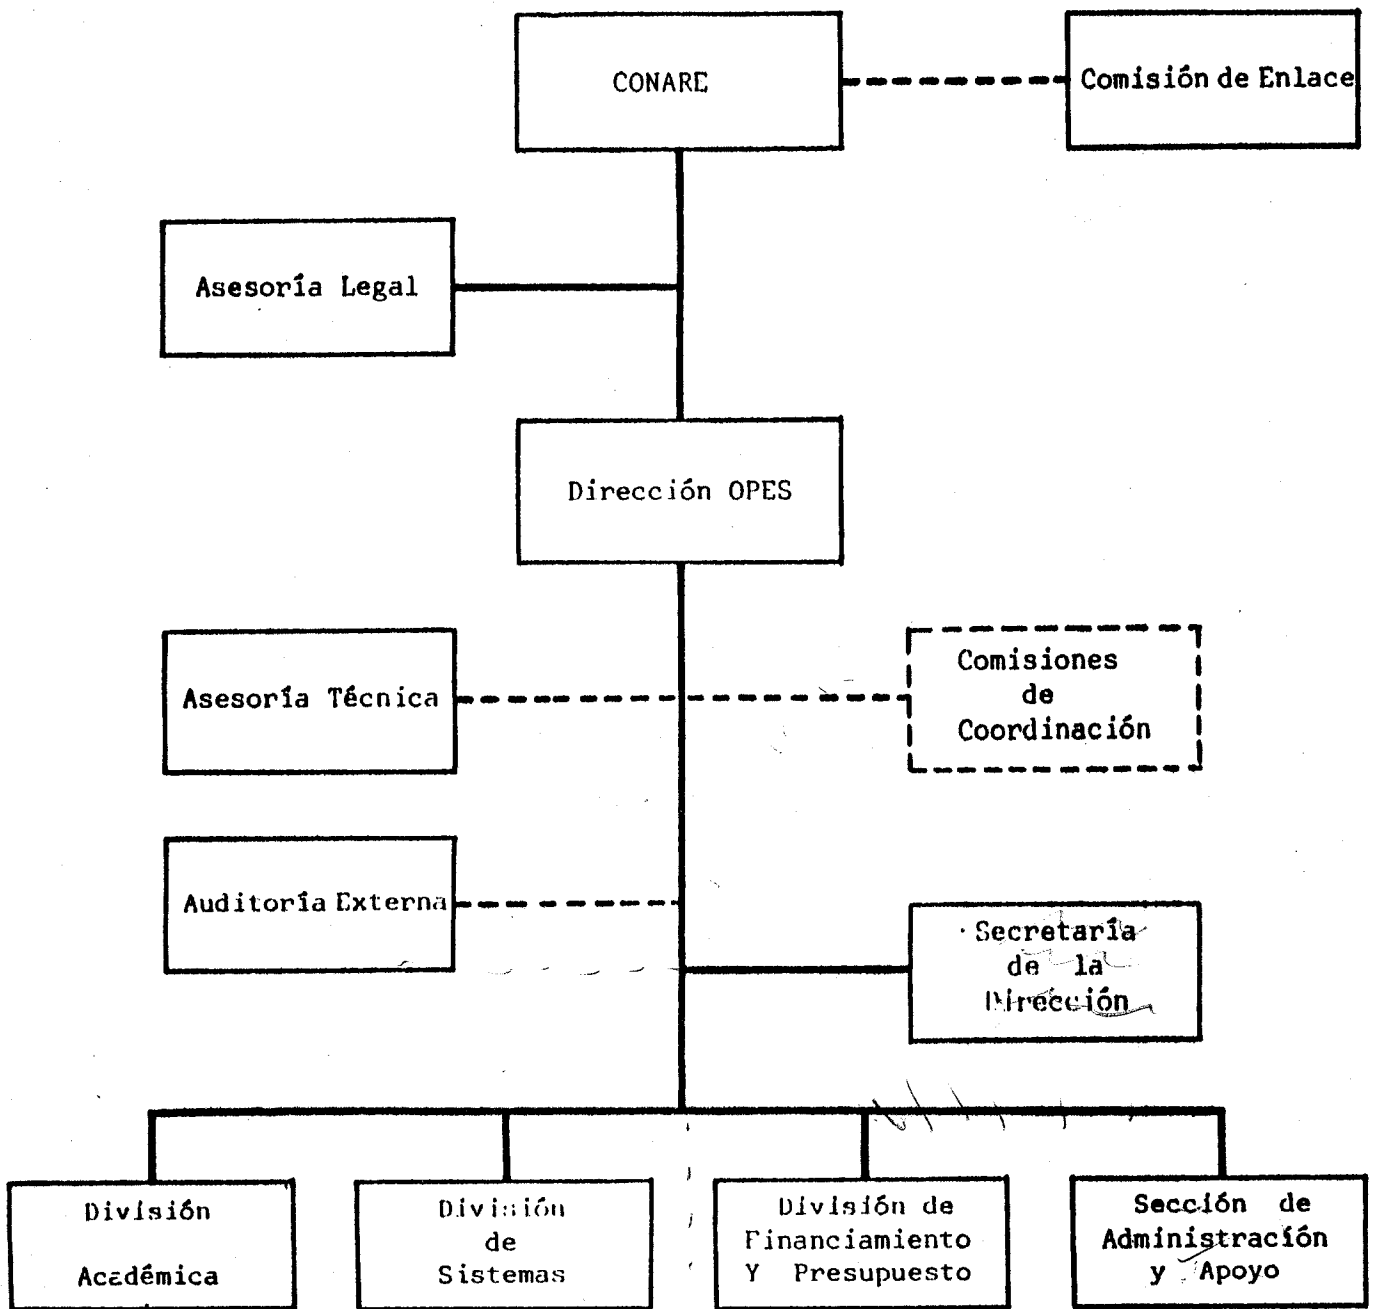 CONARE
Comisión de Enlace
Asesoría Legal
Dirección OPES
Asesoría Técnica
Comisiones
de
Coordinación
Auditoría Externa
Secretaría
de la
Dirección
División
Académica
División
de
Sistemas
División de
Financiamiento
Y Presupuesto
Sección de
Administración
y Apoyo